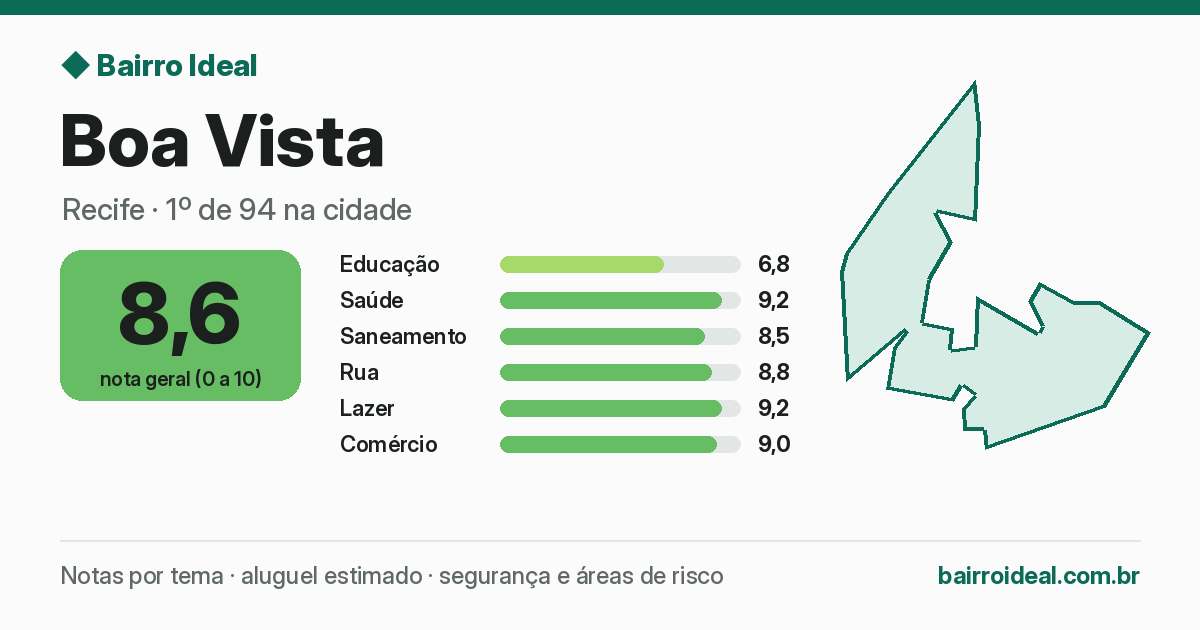 Bairro Ideal
Boa Vista
Recife · 1º de 94 na cidade
8,6
nota geral (0 a 10)
Educação 6,8
Saúde 9,2
Saneamento 8,5
Rua 8,8
Lazer 9,2
Comércio 9,0
Notas por tema · aluguel estimado · segurança e áreas de risco
bairroideal.com.br